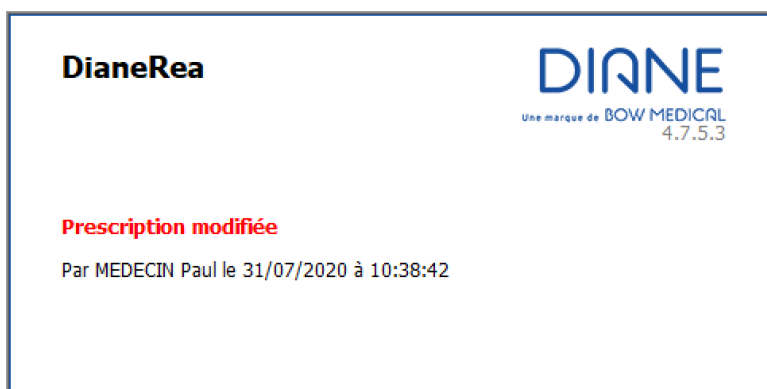 DianeRea
DIANE
Une marque de BOW MEDICAL
4.7.5.3
Prescription modifiée
Par MEDECIN Paul le 31/07/2020 à 10:38:42